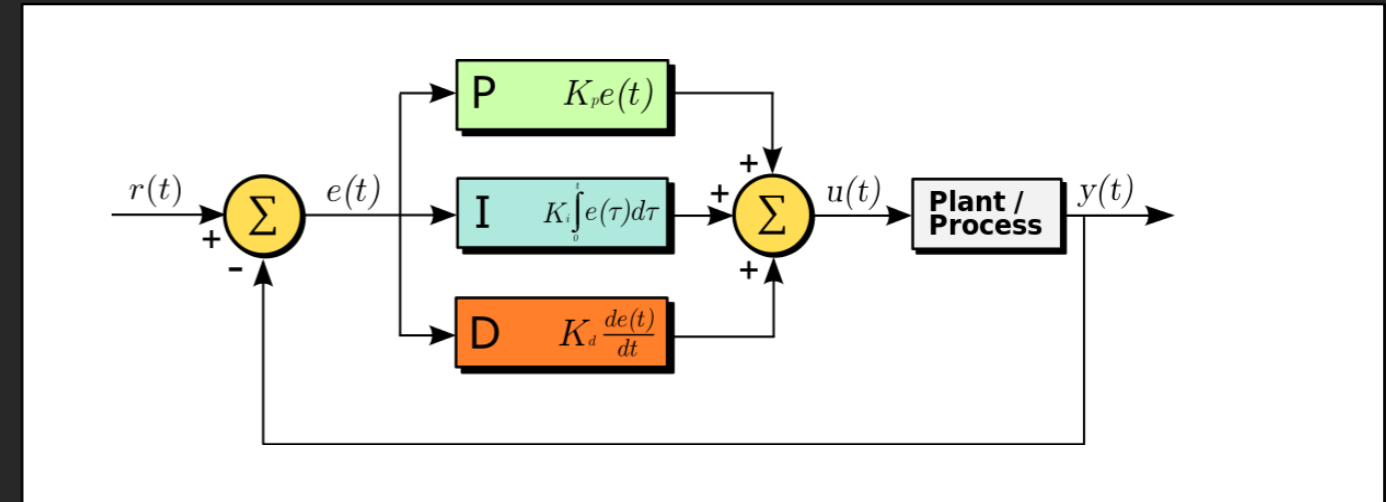 r(t)
+
-
Σ
e(t)
P K_p e(t)
I K_i ∫_0^t e(τ)dτ
D K_d de(t)/dt
+
+
+
Σ
u(t)
Plant /
Process
y(t)